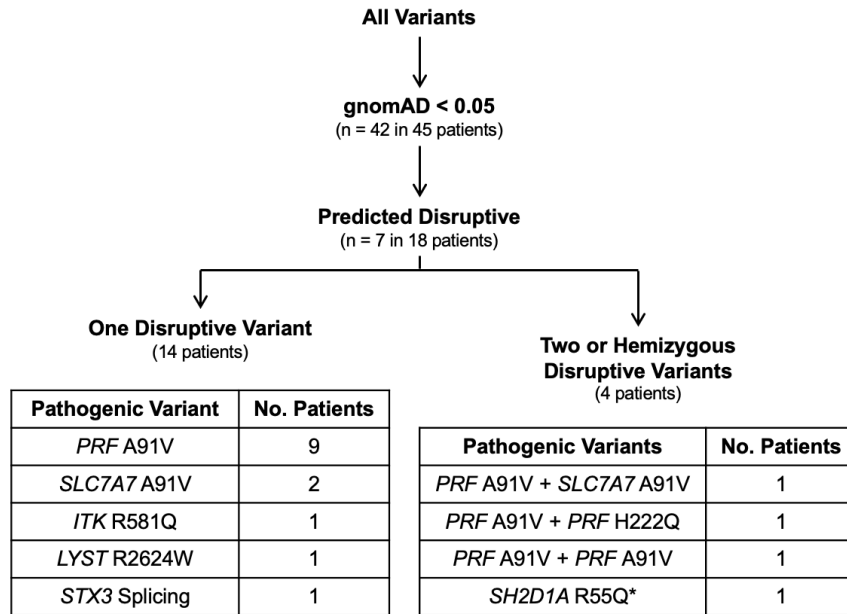 All Variants
gnomAD < 0.05
(n = 42 in 45 patients)
Predicted Disruptive
(n = 7 in 18 patients)
One Disruptive Variant
(14 patients)
Pathogenic Variant No. Patients
PRF A91V 9
SLC7A7 A91V 2
ITK R581Q 1
LYST R2624W 1
STX3 Splicing 1
Two or Hemizygous
Disruptive Variants
(4 patients)
Pathogenic Variants No. Patients
PRF A91V + SLC7A7 A91V 1
PRF A91V + PRF H222Q 1
PRF A91V + PRF A91V 1
SH2D1A R55Q* 1